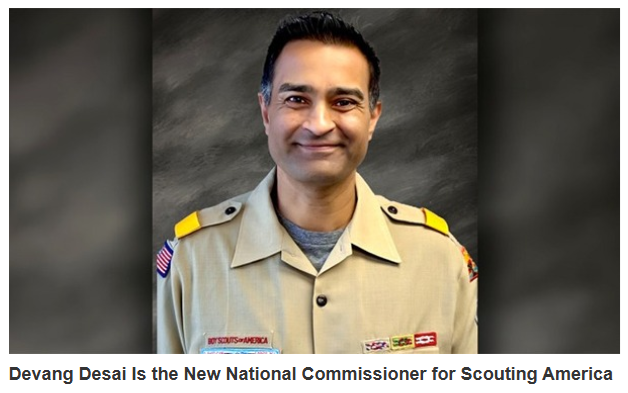 BOY SCOUTS OF AMERICA
Devang Desai Is the New National Commissioner for Scouting America